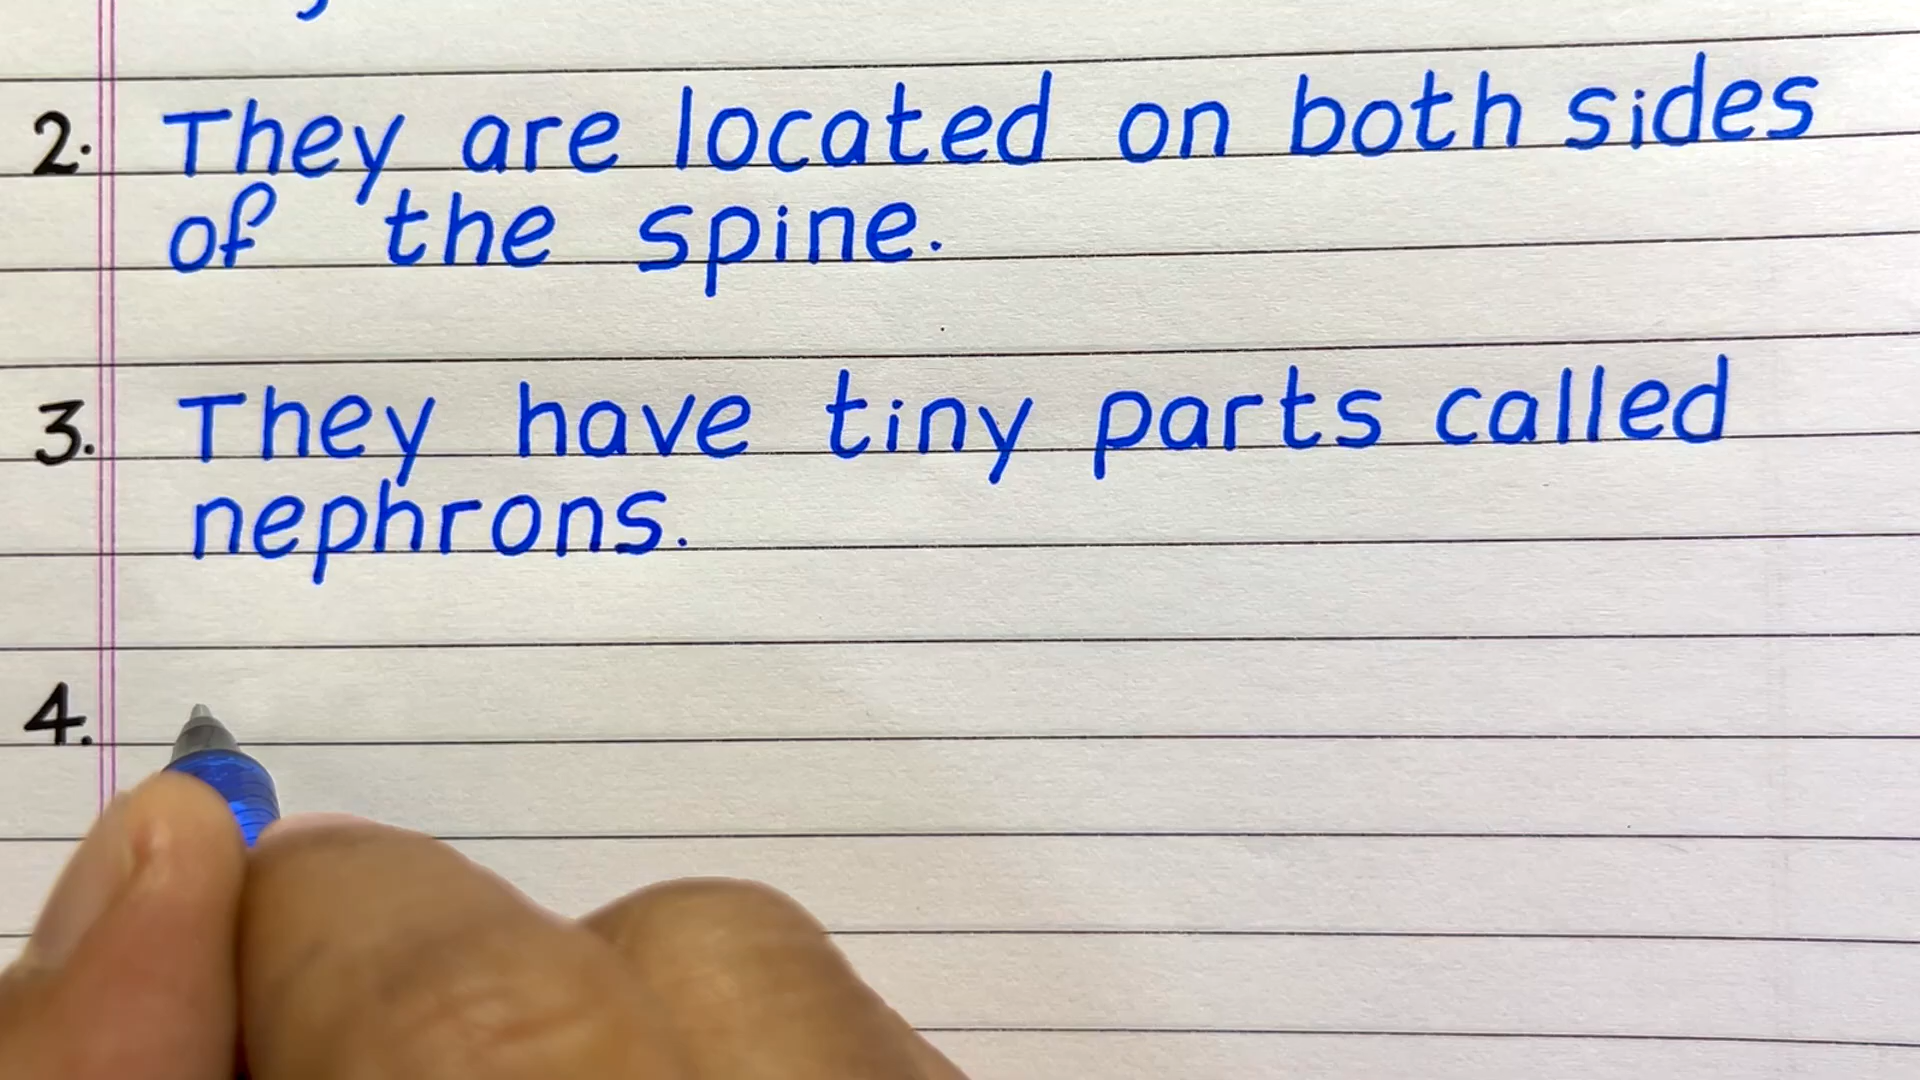 2. They are located on both sides
of the spine.
3. They have tiny parts called
nephrons.
4.